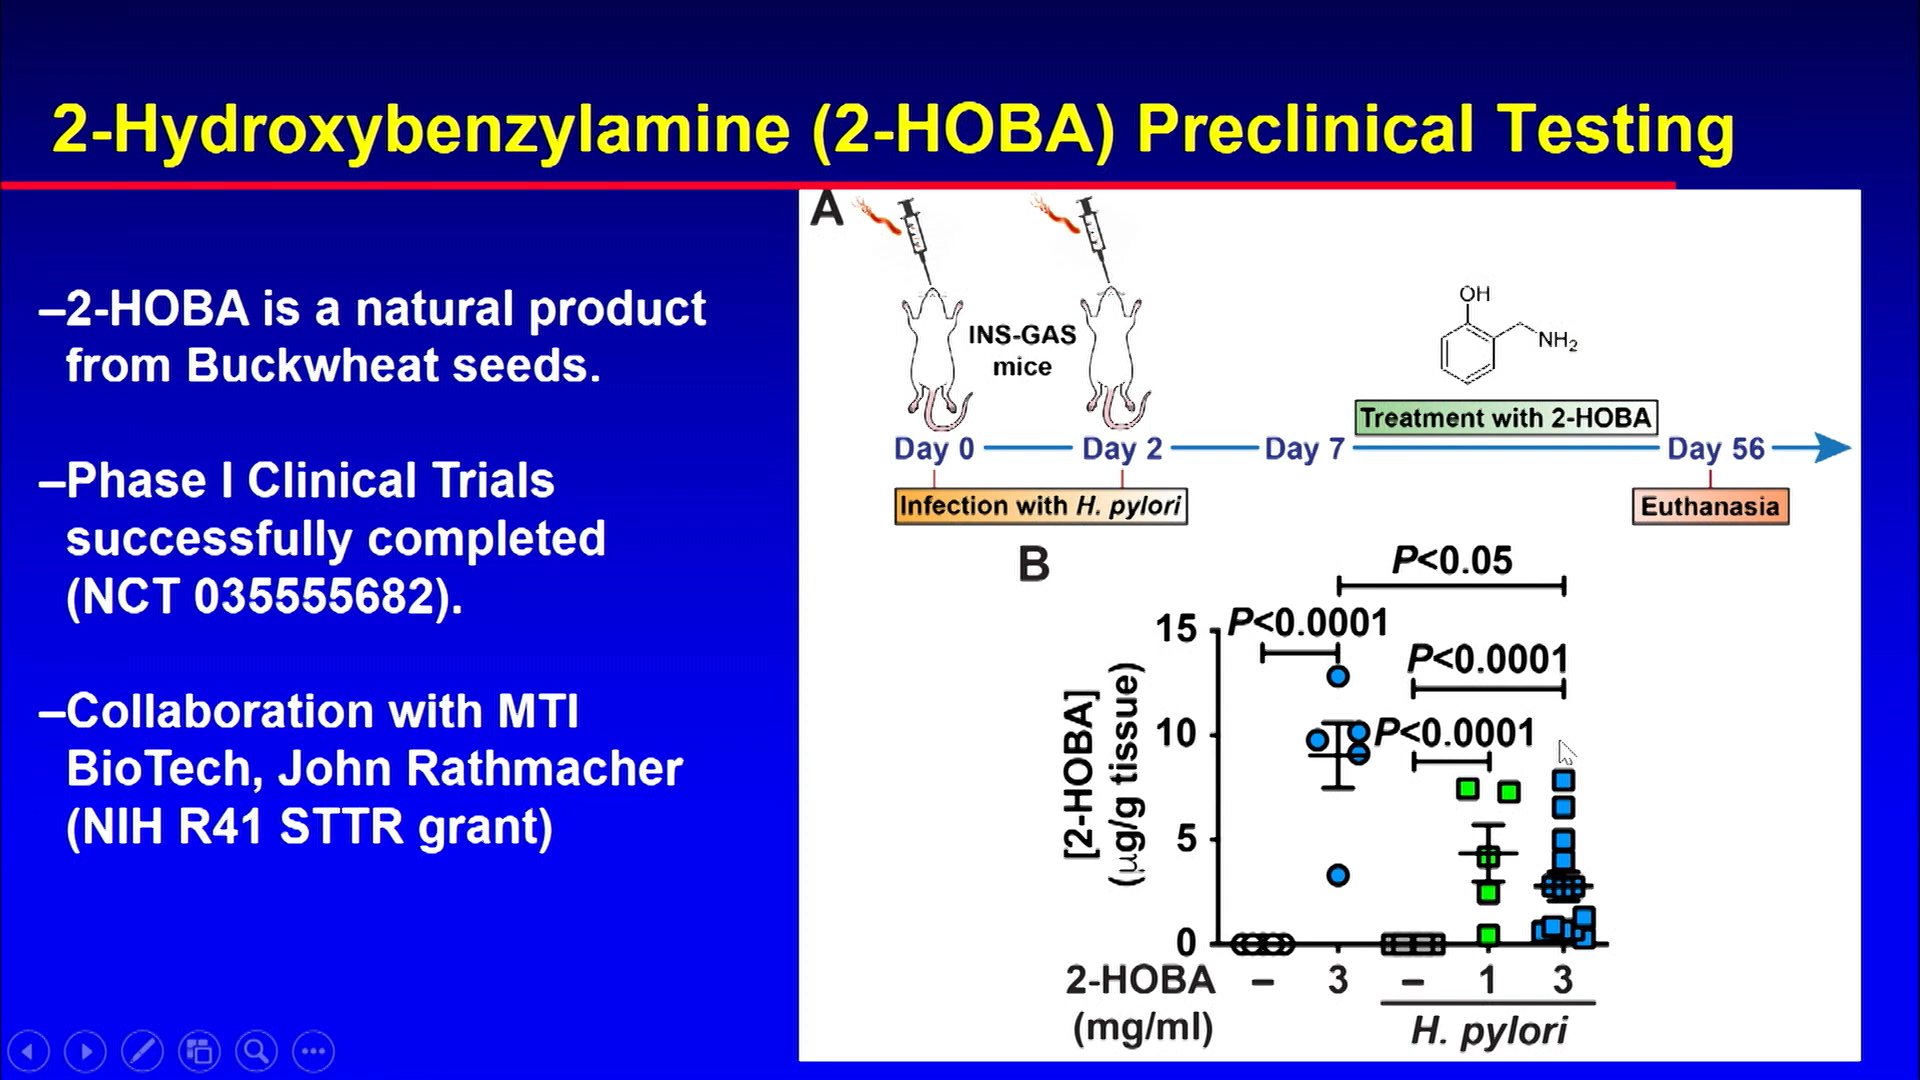 2-Hydroxybenzylamine (2-HOBA) Preclinical Testing
–2-HOBA is a natural product
from Buckwheat seeds.
–Phase I Clinical Trials
successfully completed
(NCT 035555682).
–Collaboration with MTI
BioTech, John Rathmacher
(NIH R41 STTR grant)
A
INS-GAS
mice
OH
NH₂
Treatment with 2-HOBA
Day 0
Day 2
Day 7
Day 56
Infection with H. pylori
Euthanasia
B
P<0.05
P<0.0001
P<0.0001
P<0.0001
[2-HOBA]
(μg/g tissue)
15
10
5
0
2-HOBA – 3 – 1 3
(mg/ml) H. pylori